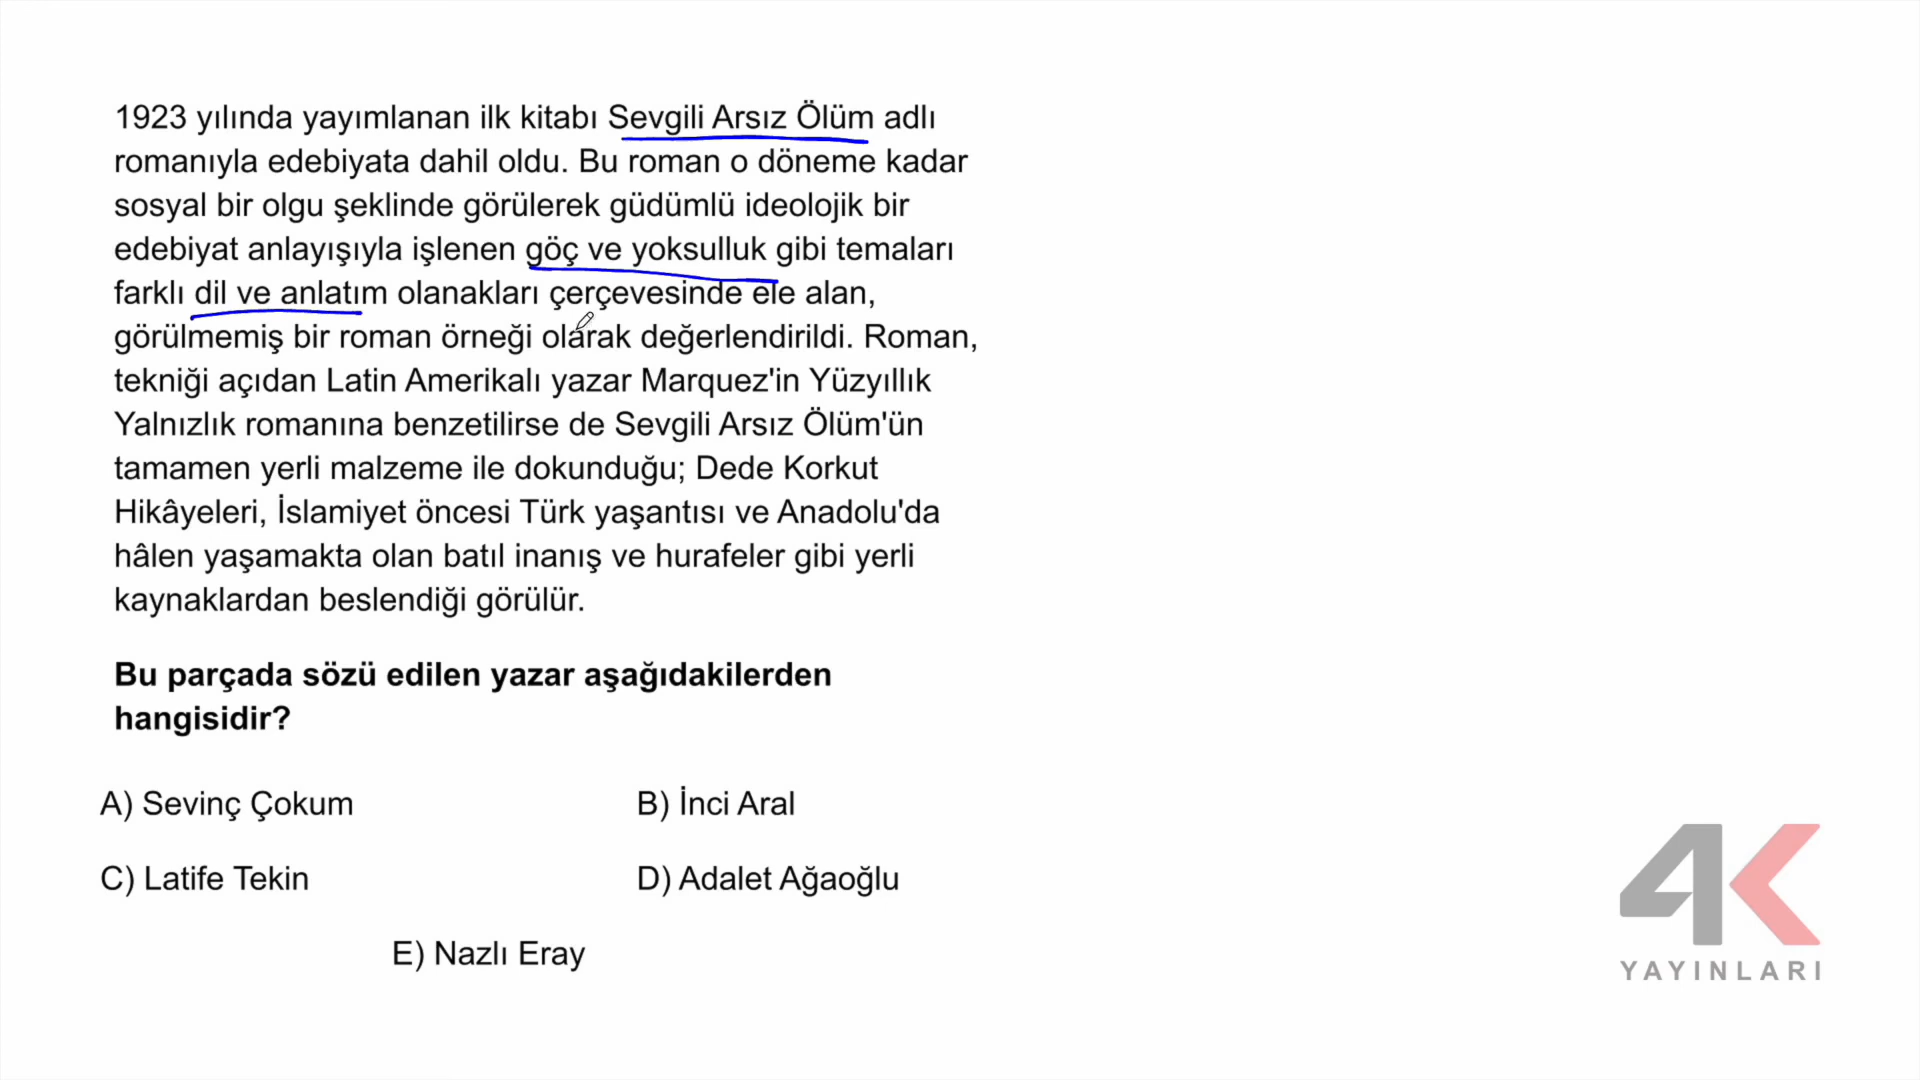 1923 yılında yayımlanan ilk kitabı Sevgili Arsız Ölüm adlı
romanıyla edebiyata dahil oldu. Bu roman o döneme kadar
sosyal bir olgu şeklinde görülerek güdümlü ideolojik bir
edebiyat anlayışıyla işlenen göç ve yoksulluk gibi temaları
farklı dil ve anlatım olanakları çerçevesinde ele alan,
görülmemiş bir roman örneği olarak değerlendirildi. Roman,
tekniği açıdan Latin Amerikalı yazar Marquez'in Yüzyıllık
Yalnızlık romanına benzetilirse de Sevgili Arsız Ölüm'ün
tamamen yerli malzeme ile dokunduğu; Dede Korkut
Hikâyeleri, İslamiyet öncesi Türk yaşantısı ve Anadolu'da
hâlen yaşamakta olan batıl inanış ve hurafeler gibi yerli
kaynaklardan beslendiği görülür.
Bu parçada sözü edilen yazar aşağıdakilerden
hangisidir?
A) Sevinç Çokum
B) İnci Aral
C) Latife Tekin
D) Adalet Ağaoğlu
E) Nazlı Eray
4K
YAYINLARI